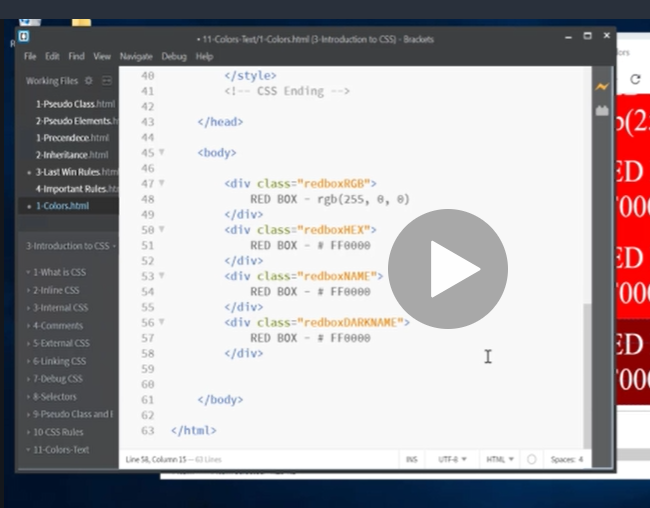 • 11-Colors-Text/1-Colors.html (3-Introduction to CSS) - Brackets
File Edit Find View Navigate Debug Help
Working Files
1-Pseudo Class.html
2-Pseudo Elements.h
1-Precendece.html
2-Inheritance.html
3-Last Win Rules.htm
4-Important Rules.ht
1-Colors.html
3-Introduction to CSS
1-What is CSS
2-Inline CSS
3-Internal CSS
4-Comments
5-External CSS
6-Linking CSS
7-Debug CSS
8-Selectors
9-Pseudo Class and I
10-CSS Rules
11-Colors-Text
40 </style>
41 <!-- CSS Ending -->
42
43 </head>
44
45 <body>
46
47 <div class="redboxRGB">
48 RED BOX - rgb(255, 0, 0)
49 </div>
50 <div class="redboxHEX">
51 RED BOX - # FF0000
52 </div>
53 <div class="redboxNAME">
54 RED BOX - # FF0000
55 </div>
56 <div class="redboxDARKNAME">
57 RED BOX - # FF0000
58 </div>
59
60
61 </body>
62
63 </html>
Line 58, Column 15 — 63 Lines
INS UTF-8 HTML Spaces: 4
lors
b(25
ED
F00
ED
F00
ED
F00